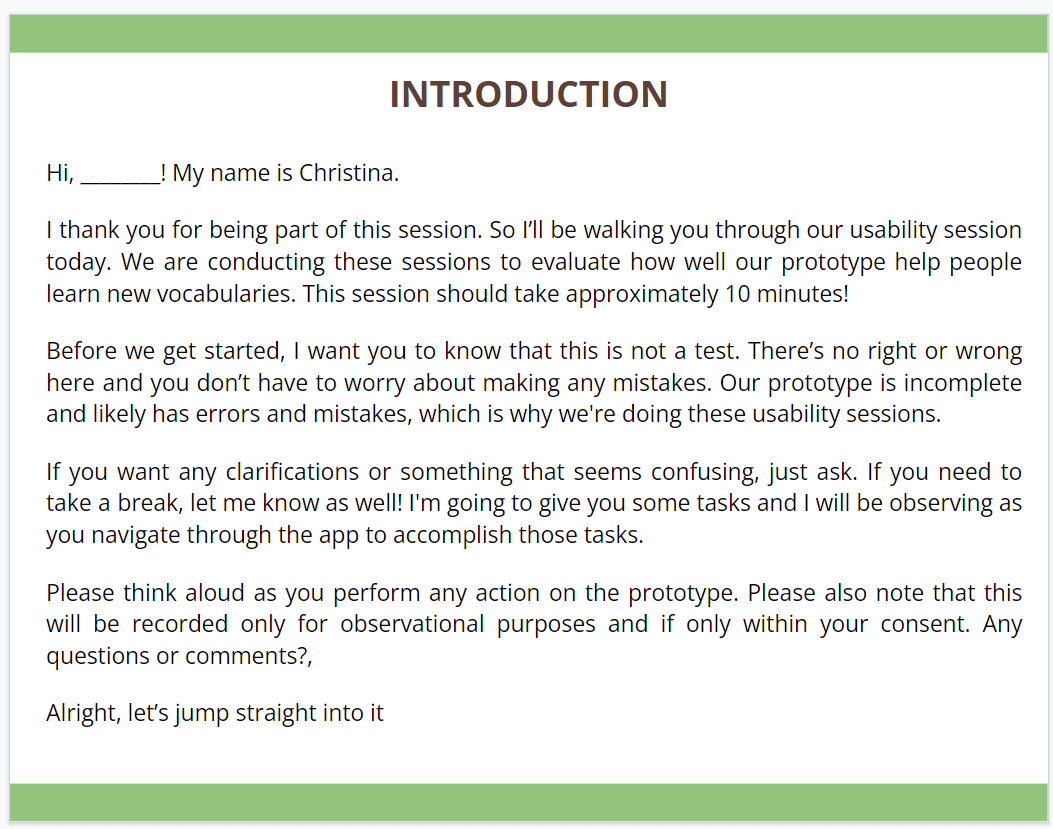 INTRODUCTION
Hi, ________! My name is Christina.
I thank you for being part of this session. So I’ll be walking you through our usability session
today. We are conducting these sessions to evaluate how well our prototype help people
learn new vocabularies. This session should take approximately 10 minutes!
Before we get started, I want you to know that this is not a test. There’s no right or wrong
here and you don’t have to worry about making any mistakes. Our prototype is incomplete
and likely has errors and mistakes, which is why we're doing these usability sessions.
If you want any clarifications or something that seems confusing, just ask. If you need to
take a break, let me know as well! I'm going to give you some tasks and I will be observing as
you navigate through the app to accomplish those tasks.
Please think aloud as you perform any action on the prototype. Please also note that this
will be recorded only for observational purposes and if only within your consent. Any
questions or comments?,
Alright, let’s jump straight into it